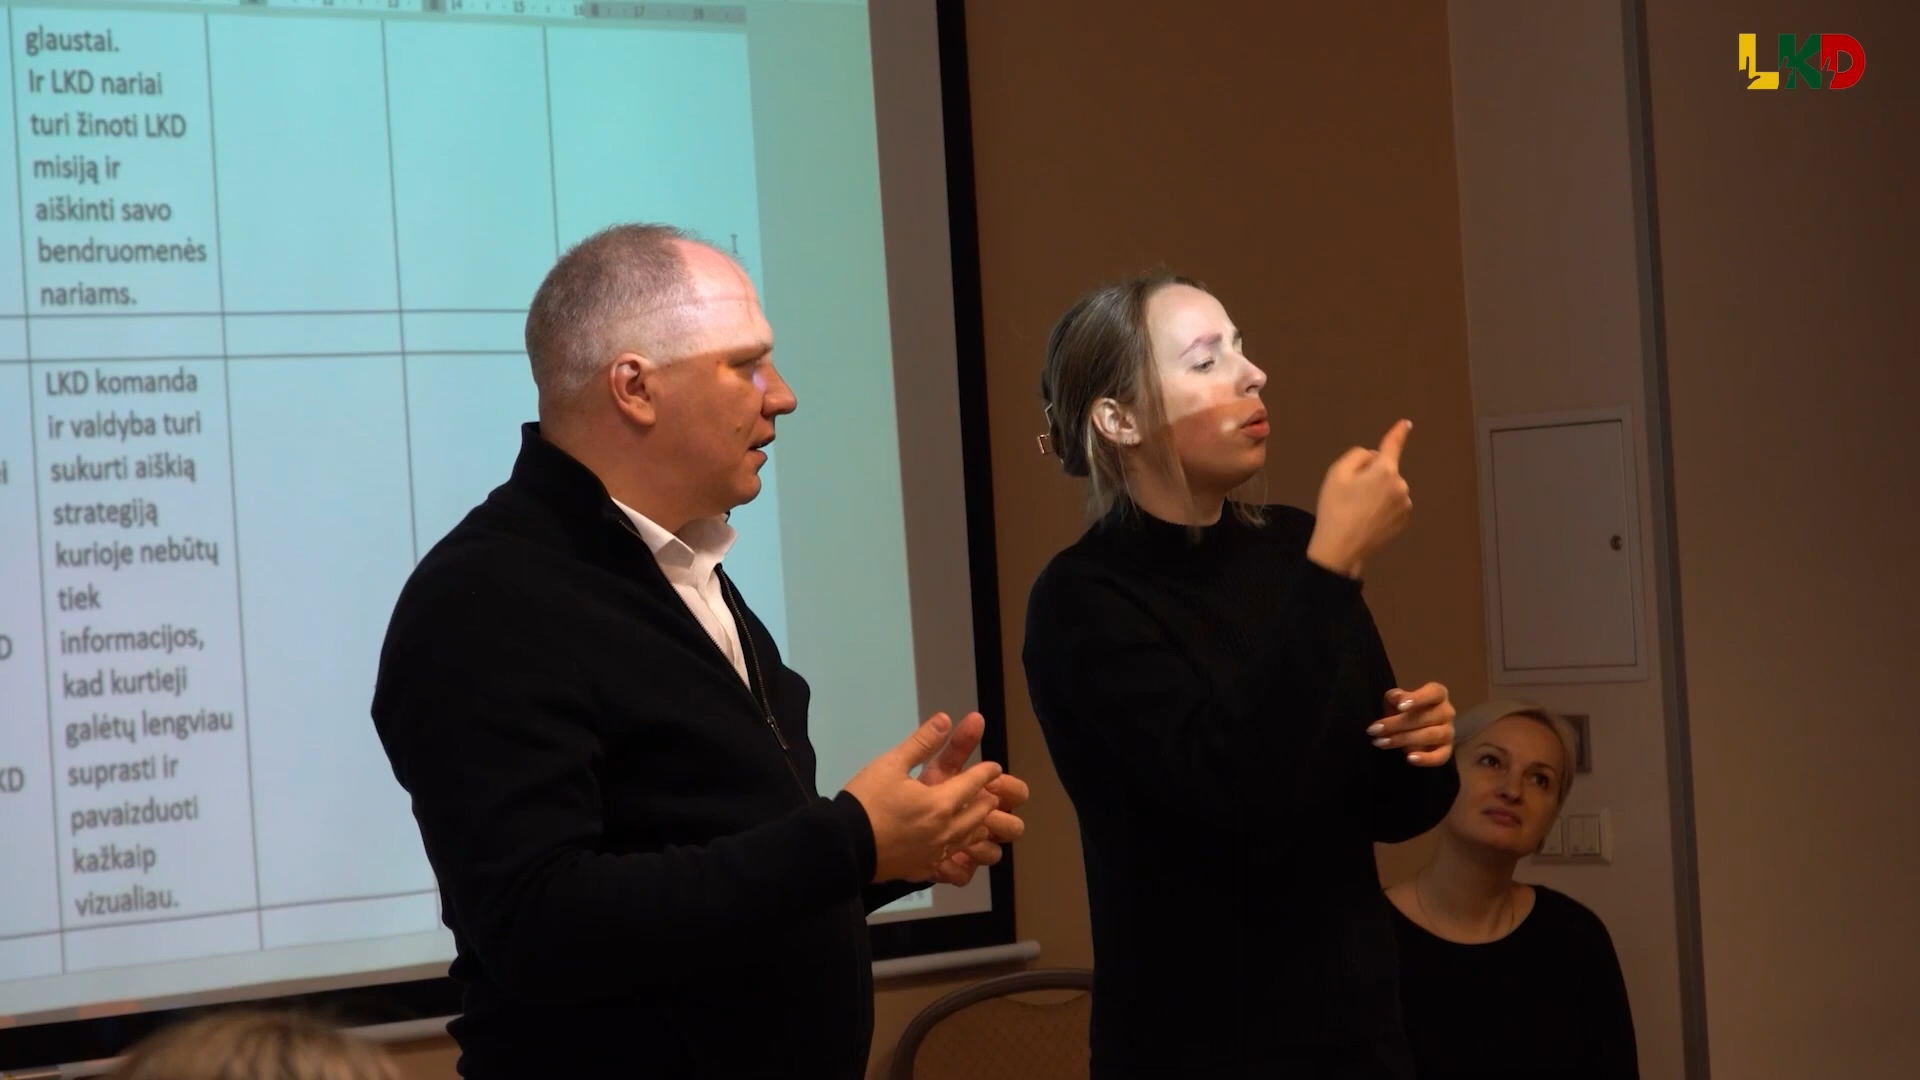 LKD
glaustai.
Ir LKD nariai
turi žinoti LKD
misiją ir
aiškinti savo
bendruomenės
nariams.
LKD komanda
ir valdyba turi
sukurti aiškią
strategiją
kurioje nebūtų
tiek
informacijos,
kad kurtieji
galėtų lengviau
suprasti ir
pavaizduoti
kažkaip
vizualiau.